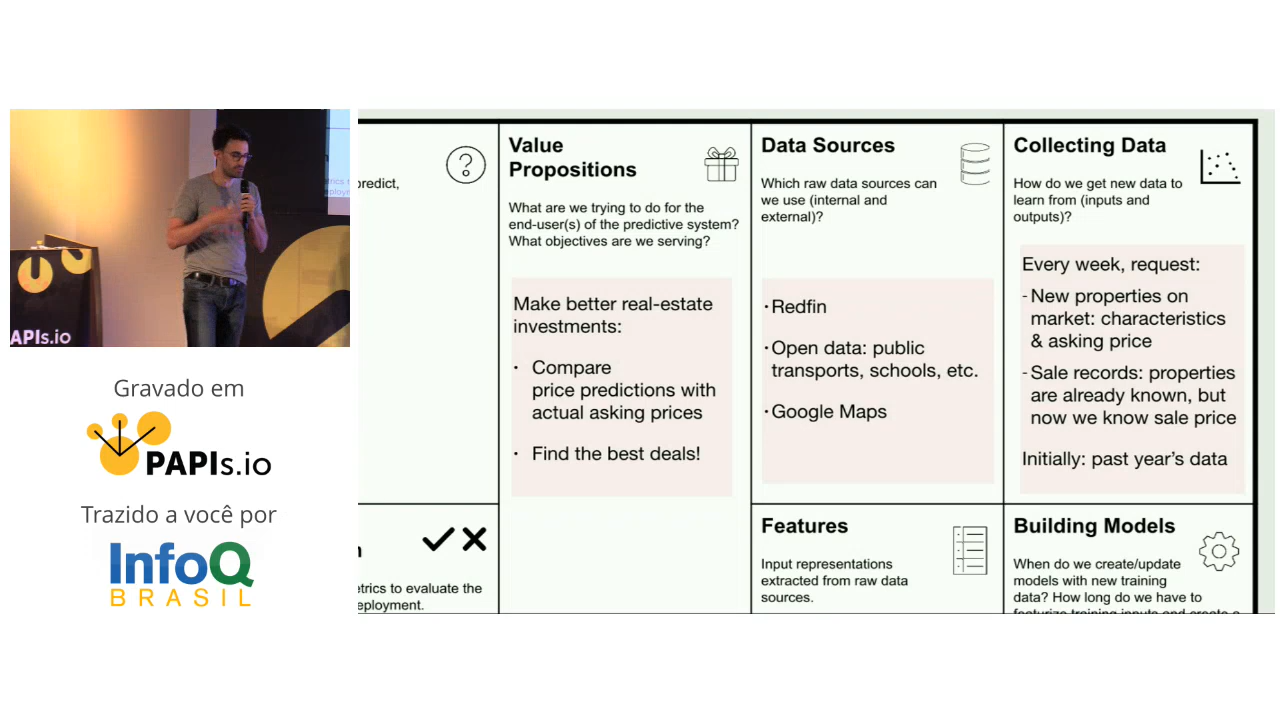 APIs.io
Gravado em
PAPIs.io
Trazido a você por
InfoQ
BRASIL
?
predict,
etrics to evaluate the
eployment.
Value
Propositions
What are we trying to do for the
end-user(s) of the predictive system?
What objectives are we serving?
Make better real-estate
investments:
· Compare
price predictions with
actual asking prices
· Find the best deals!
Data Sources
Which raw data sources can
we use (internal and
external)?
· Redfin
· Open data: public
transports, schools, etc.
· Google Maps
Features
Input representations
extracted from raw data
sources.
Collecting Data
How do we get new data to
learn from (inputs and
outputs)?
Every week, request:
- New properties on
market: characteristics
& asking price
- Sale records: properties
are already known, but
now we know sale price
Initially: past year's data
Building Models
When do we create/update
models with new training
data? How long do we have to
featurize training inputs and create a